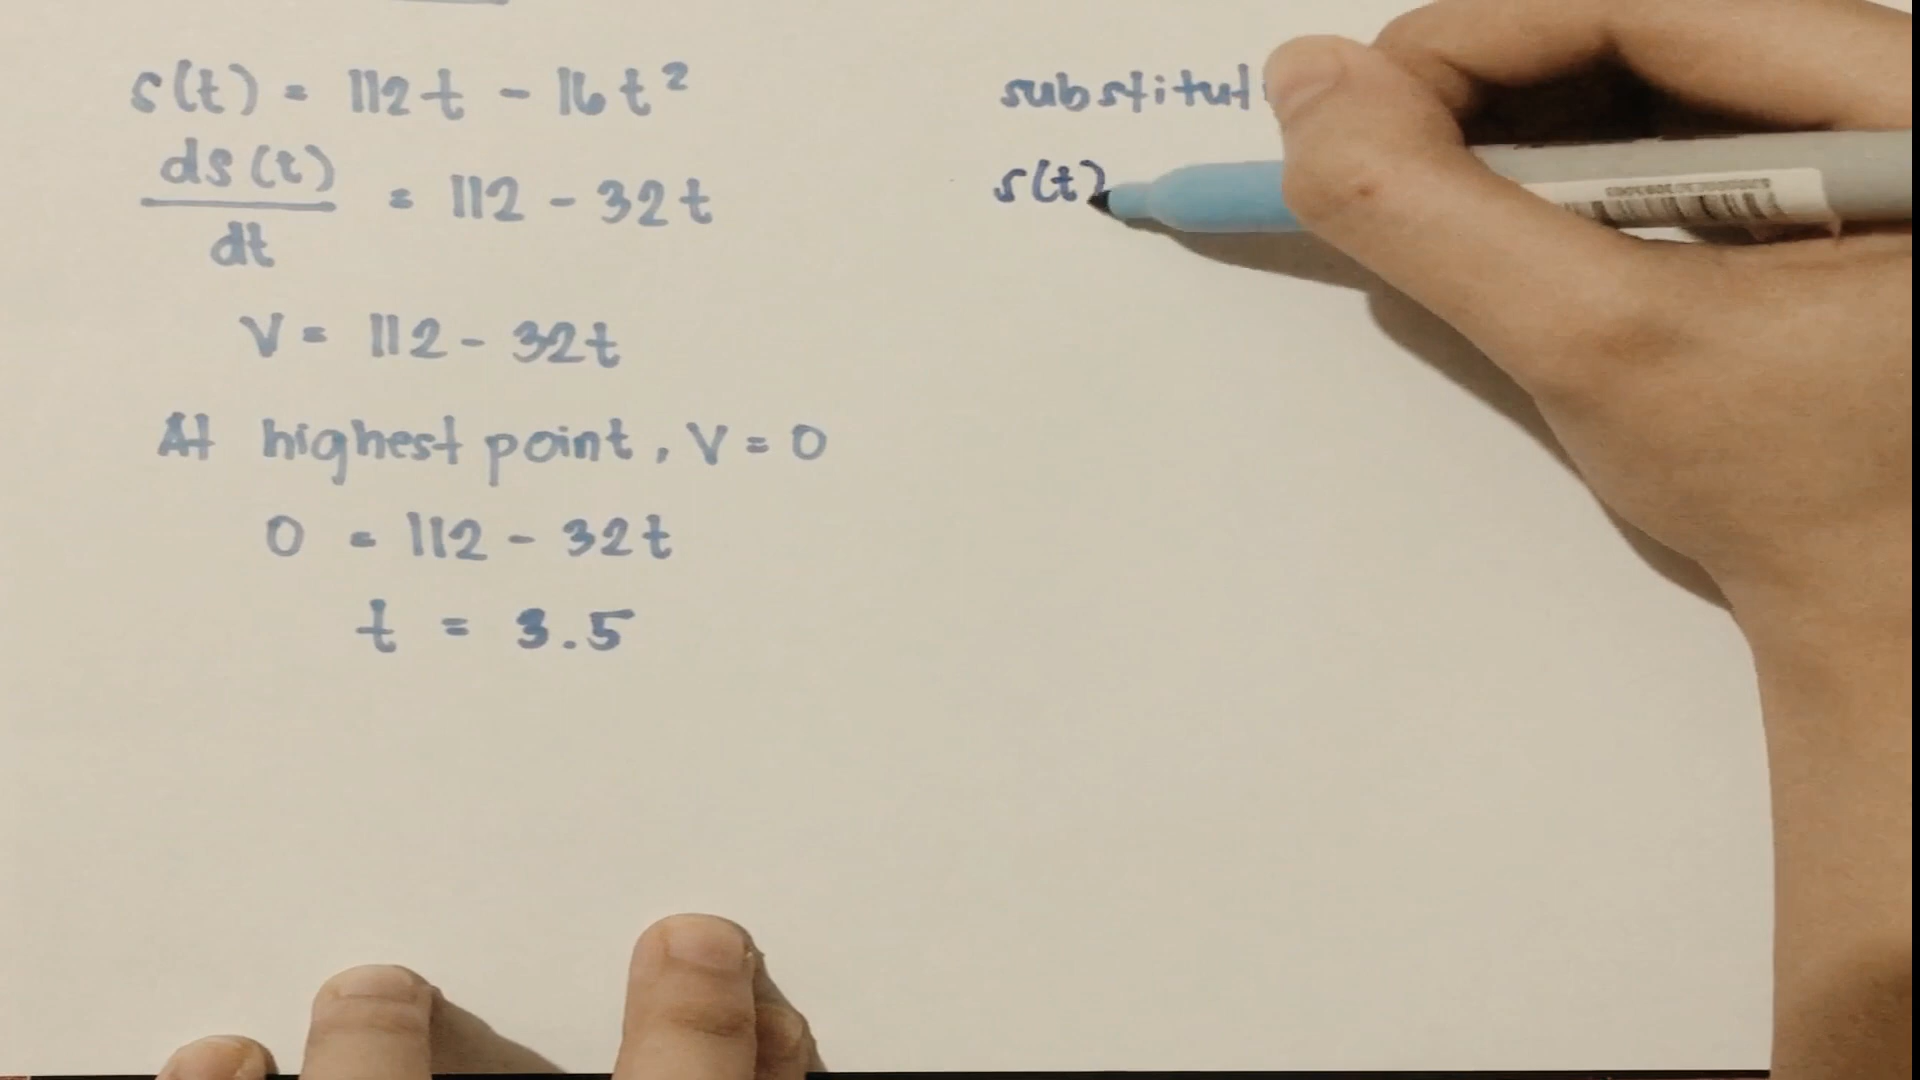 s(t) = 112t - 16t²
ds(t)
dt
= 112 - 32t
V = 112 - 32t
At highest point, V = 0
0 = 112 - 32t
t = 3.5
s(t)